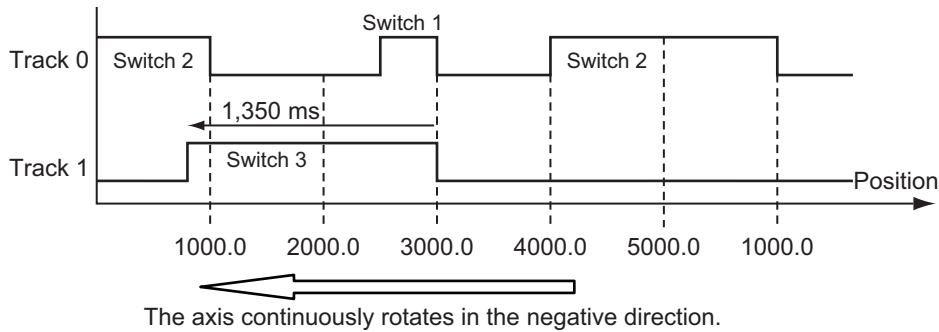 Switch 1
Track 0 Switch 2 Switch 2
1,350 ms
Track 1 Switch 3
Position
1000.0 2000.0 3000.0 4000.0 5000.0 1000.0
The axis continuously rotates in the negative direction.